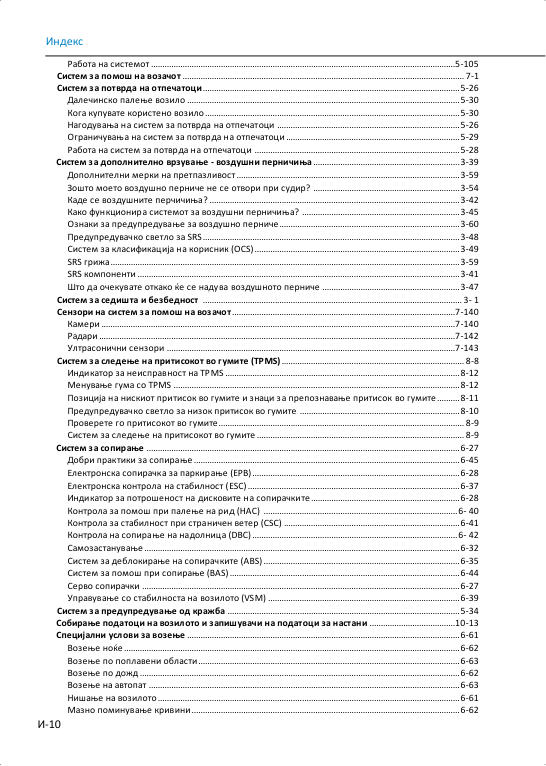 Индекс
Работа на системот ... 5-105
Систем за помош на возачот ... 7-1
Систем за потврда на отпечатоци ... 5-26
Далечинско палење возило ... 5-30
Кога купувате користено возило ... 5-30
Нагодувања на систем за потврда на отпечатоци ... 5-26
Ограничувања на систем за потврда на отпечатоци ... 5-29
Работа на систем за потврда на отпечатоци ... 5-28
Систем за дополнително врзување - воздушни перничиња ... 3-39
Дополнителни мерки на претпазливост ... 3-59
Зошто моето воздушно перниче не се отвори при судир? ... 3-54
Каде се воздушните перчичиња? ... 3-42
Како функционира системот за воздушни перничиња? ... 3-45
Ознаки за предупредување за воздушно перниче ... 3-60
Предупредувачко светло за SRS ... 3-48
Систем за класификација на корисник (OCS) ... 3-49
SRS грижа ... 3-59
SRS компоненти ... 3-41
Што да очекувате откако ќе се надува воздушното перниче ... 3-47
Систем за седишта и безбедност ... 3- 1
Сензори на систем за помош на возачот ... 7-140
Камери ... 7-140
Радари ... 7-142
Ултрасонични сензори ... 7-143
Систем за следење на притисокот во гумите (TPMS) ... 8-8
Индикатор за неисправност на TPMS ... 8-12
Менување гума со TPMS ... 8-12
Позиција на нискиот притисок во гумите и знаци за препознавање притисок во гумите ... 8-11
Предупредувачко светло за низок притисок во гумите ... 8-10
Проверете го притисокот во гумите ... 8-9
Систем за следење на притисокот во гумите ... 8-9
Систем за сопирање ... 6-27
Добри практики за сопирање ... 6-45
Електронска сопирачка за паркирање (EPB) ... 6-28
Електронска контрола на стабилност (ESC) ... 6-37
Индикатор за потрошеност на дисковите на сопирачките ... 6-28
Контрола за помош при палење на рид (HAC) ... 6- 40
Контрола за стабилност при страничен ветер (CSC) ... 6-41
Контрола на сопирање на надолница (DBC) ... 6- 42
Самозастанување ... 6-32
Систем за деблокирање на сопирачките (ABS) ... 6-35
Систем за помош при сопирање (BAS) ... 6-44
Серво сопирачки ... 6-27
Управување со стабилноста на возилото (VSM) ... 6-39
Систем за предупредување од кражба ... 5-34
Собирање податоци на возилото и запишувачи на податоци за настани ... 10-13
Специјални услови за возење ... 6-61
Возење ноќе ... 6-62
Возење по поплавени области ... 6-63
Возење по дожд ... 6-62
Возење на автопат ... 6-63
Нишање на возилото ... 6-61
Мазно поминување кривини ... 6-62
И-10